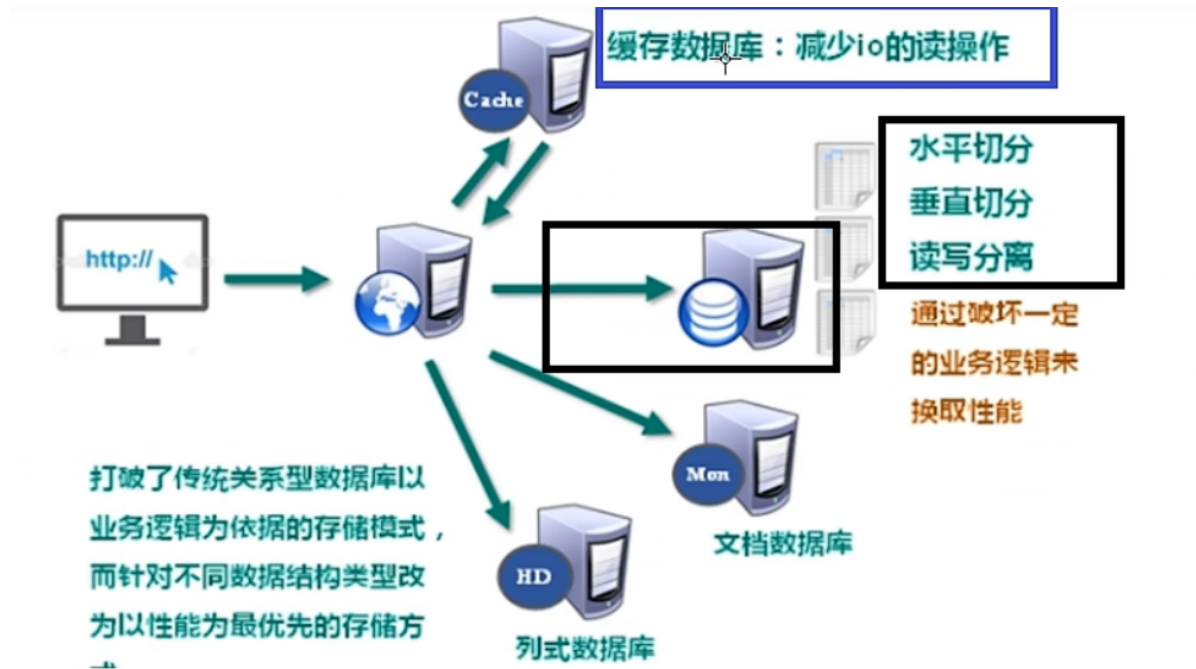 缓存数据库：减少io的读操作
Cache
水平切分
垂直切分
读写分离
http://
通过破坏一定
的业务逻辑来
换取性能
Mon
文档数据库
打破了传统关系型数据库以
业务逻辑为依据的存储模式，
而针对不同数据结构类型改
为以性能为最优先的存储方
HD
列式数据库